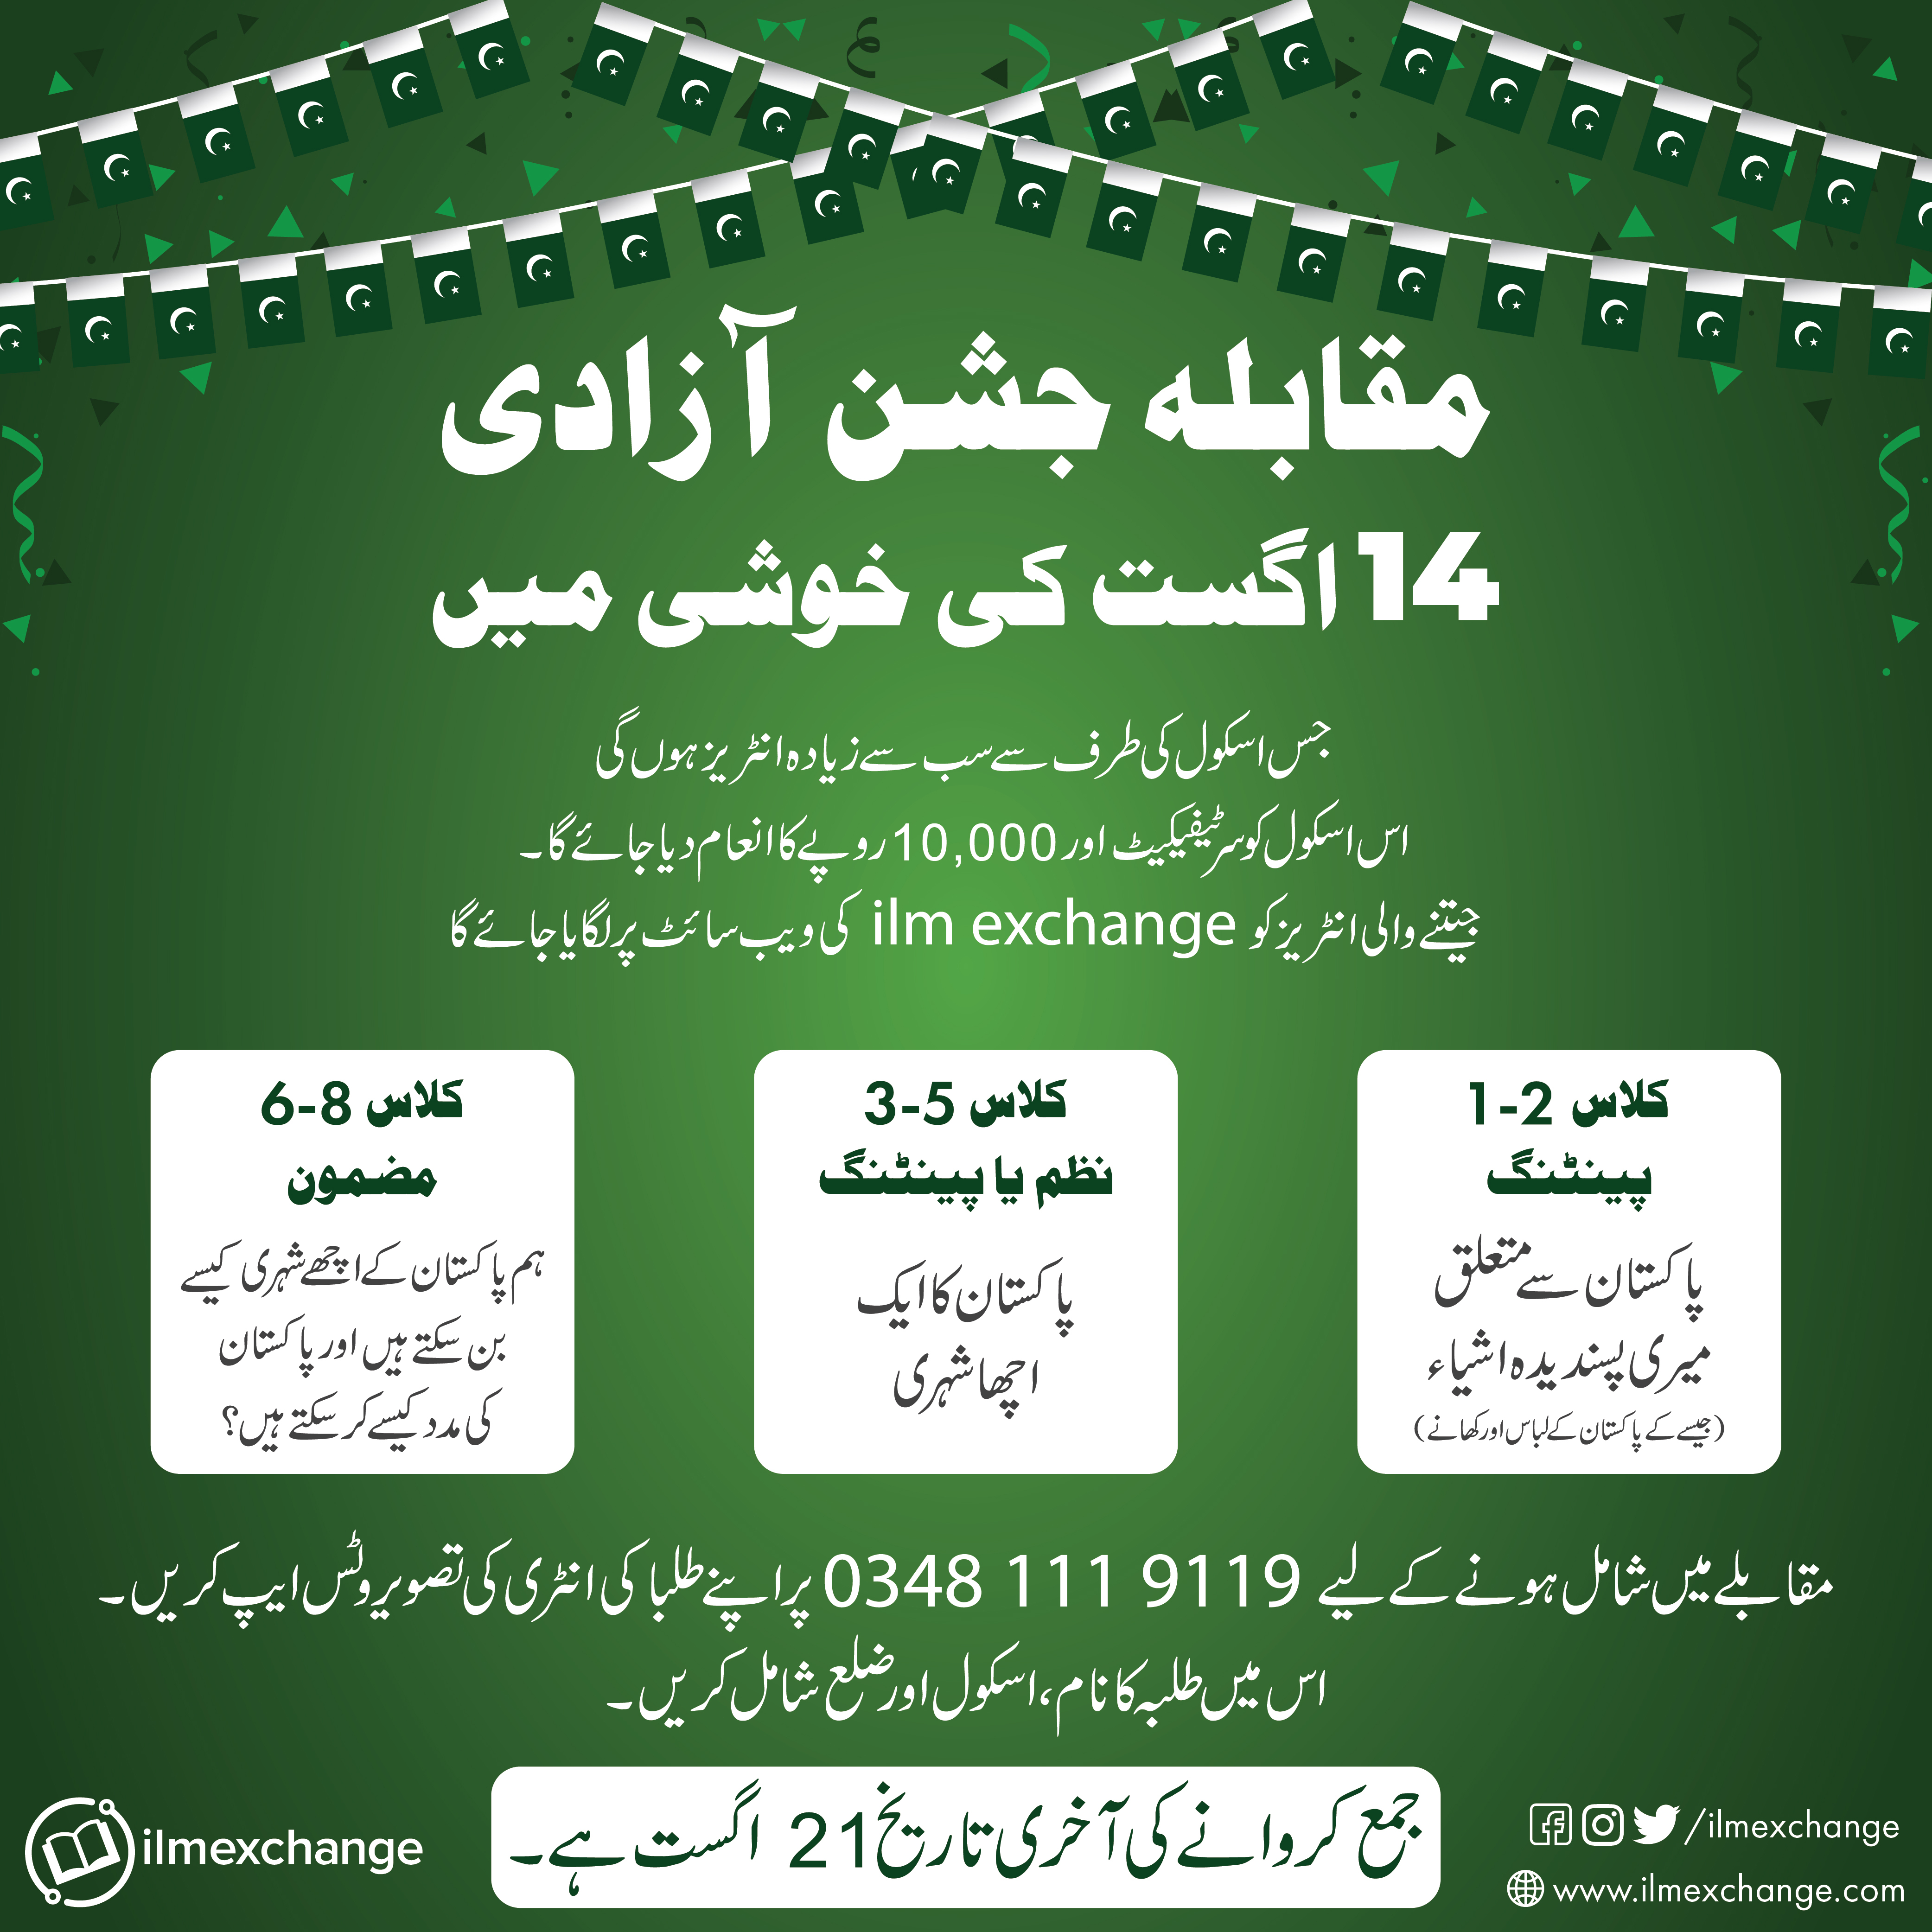 مقابلہ جشن آزادی
14 اگست کی خوشی میں
جس اسکول کی طرف سے سب سے زیادہ انٹریز ہوں گی
اس اسکول کو سرٹیفیکیٹ اور 10,000 روپے کا انعام دیا جائے گا۔
جیتنے والی انٹریز کو ilm exchange کی ویب سائٹ پر لگایا جائے گا
کلاس 1-2
پینٹنگ
پاکستان سے متعلق
میری پسندیدہ اشیاء
(جیسے کے پاکستان کے لباس اور کھانے)
کلاس 3-5
نظم یا پینٹنگ
پاکستان کا ایک
اچھا شہری
کلاس 6-8
مضمون
ہم پاکستان کے اچھے شہری کیسے
بن سکتے ہیں اور پاکستان
کی مدد کیسے کر سکتے ہیں؟
مقابلے میں شامل ہونے کے لیے 0348 111 9119 پر اپنے طلبا کی انٹری کی تصویر وٹس ایپ کریں۔
اس میں طلبہ کا نام، اسکول اور ضلع شامل کریں۔
جمع کروانے کی آخری تاریخ 21 اگست ہے۔
ilmexchange
/ilmexchange
www.ilmexchange.com